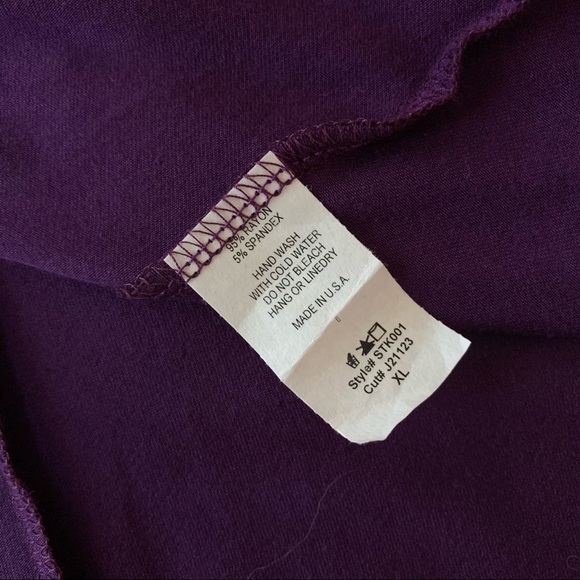 95% RAYON
5% SPANDEX
HAND WASH
WITH COLD WATER
DO NOT BLEACH
HANG OR LINEDRY
MADE IN U.S.A.
Style# STK001
Cut# J21123
XL